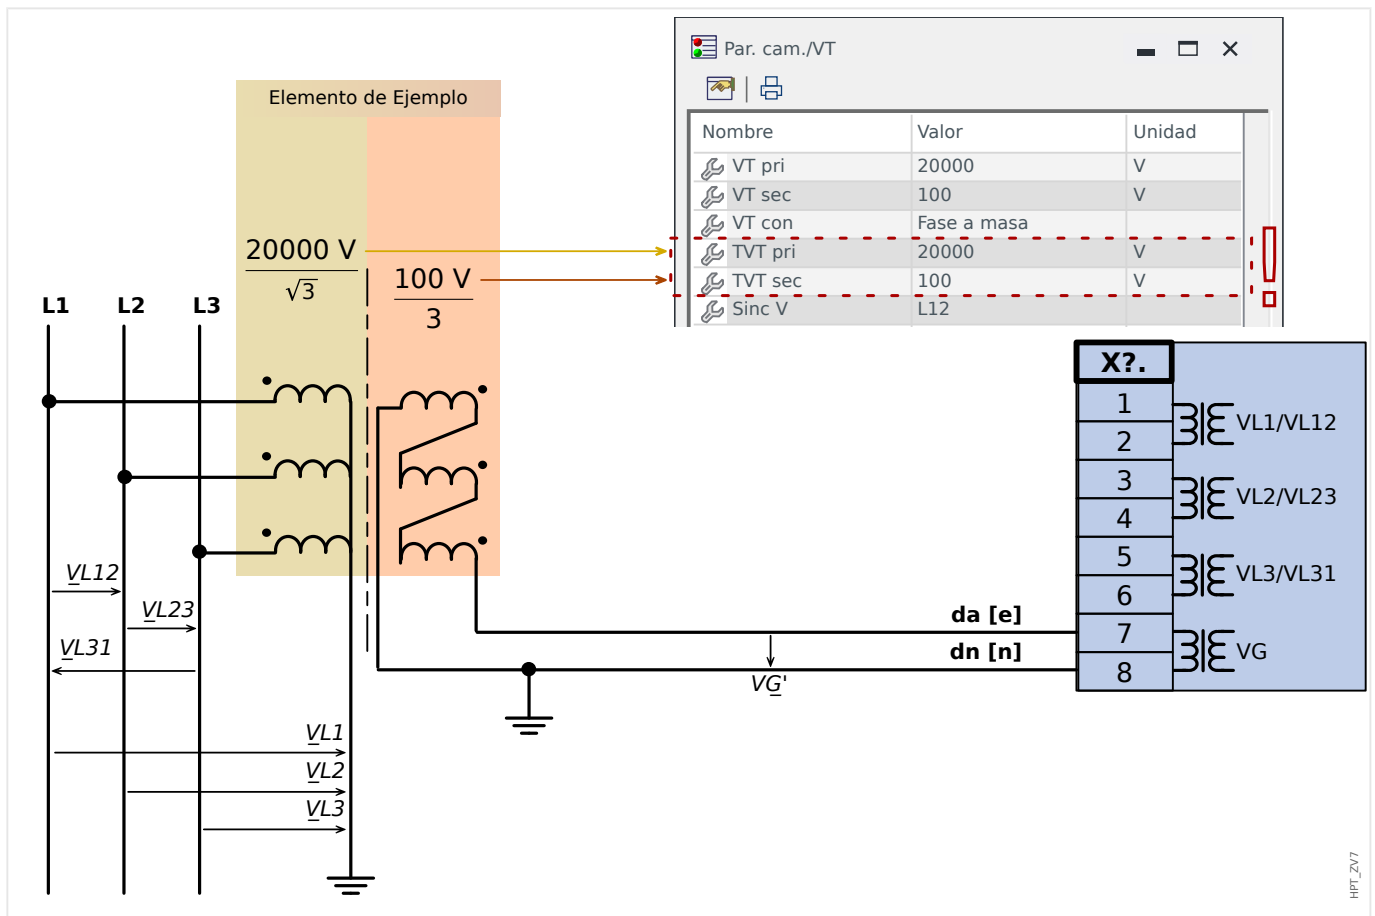 Par. cam./VT
Nombre Valor Unidad
VT pri 20000 V
VT sec 100 V
VT con Fase a masa
TVT pri 20000 V
TVT sec 100 V
Sinc V L12
Elemento de Ejemplo
20000 V
√3
100 V
3
L1 L2 L3
X?.
1
2
3
4
5
6
7
8
VL1/VL12
VL2/VL23
VL3/VL31
VG
VL12
VL23
VL31
da [e]
dn [n]
VG'
VL1
VL2
VL3
HPT_ZV7